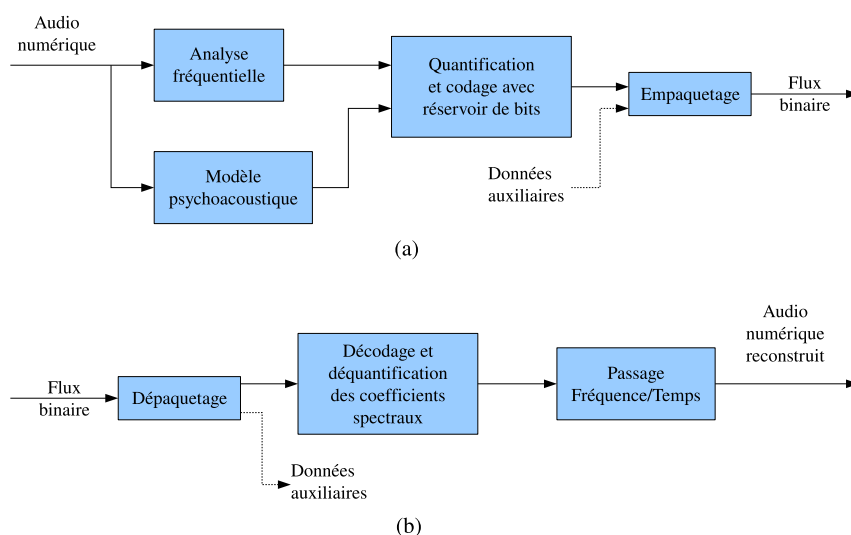 Audio
numérique
Analyse
fréquentielle
Quantification
et codage avec
réservoir de bits
Empaquetage
Flux
binaire
Modèle
psychoacoustique
Données
auxiliaires
(a)
Flux
binaire
Dépaquetage
Décodage et
déquantification
des coefficients
spectraux
Passage
Fréquence/Temps
Audio
numérique
reconstruit
Données
auxiliaires
(b)